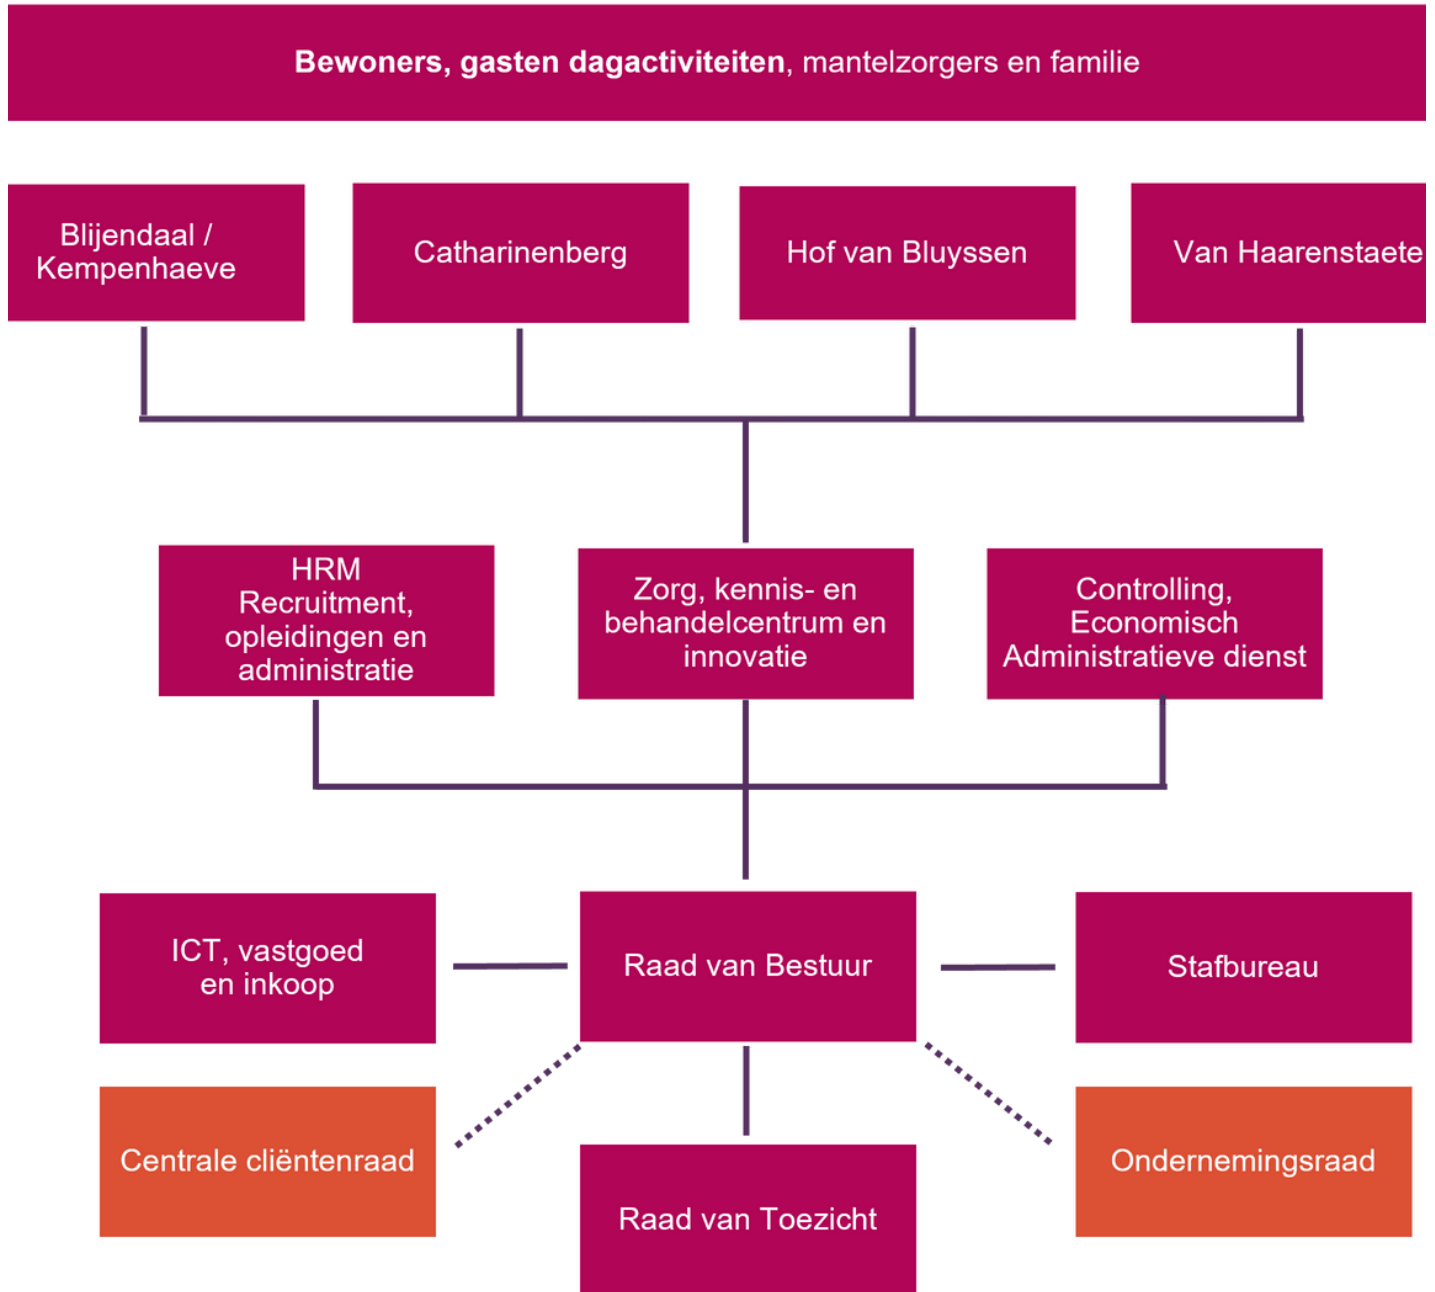 Bewoners, gasten dagactiviteiten, mantelzorgers en familie
Blijendaal /
Kempenhaeve
Catharinenberg
Hof van Bluyssen
Van Haarenstaete
HRM
Recruitment,
opleidingen en
administratie
Zorg, kennis- en
behandelcentrum en
innovatie
Controlling,
Economisch
Administratieve dienst
ICT, vastgoed
en inkoop
Raad van Bestuur
Stafbureau
Centrale cliëntenraad
Raad van Toezicht
Ondernemingsraad